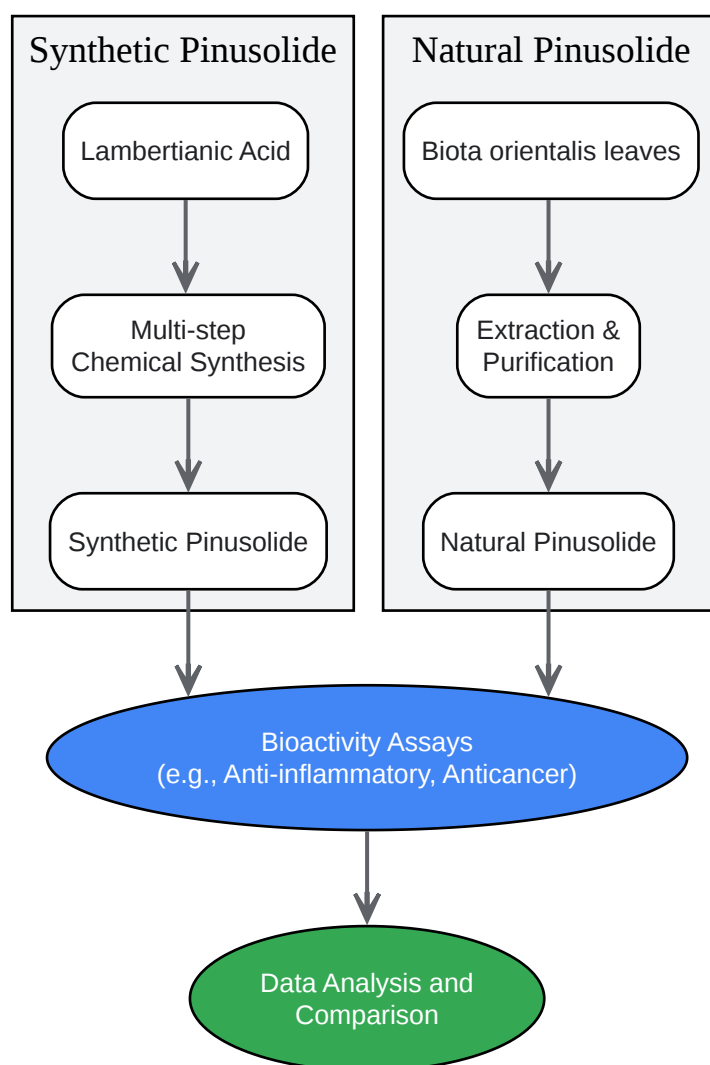 Synthetic Pinusolide
Lambertianic Acid
Multi-step
Chemical Synthesis
Synthetic Pinusolide
Natural Pinusolide
Biota orientalis leaves
Extraction &
Purification
Natural Pinusolide
Bioactivity Assays
(e.g., Anti-inflammatory, Anticancer)
Data Analysis and
Comparison